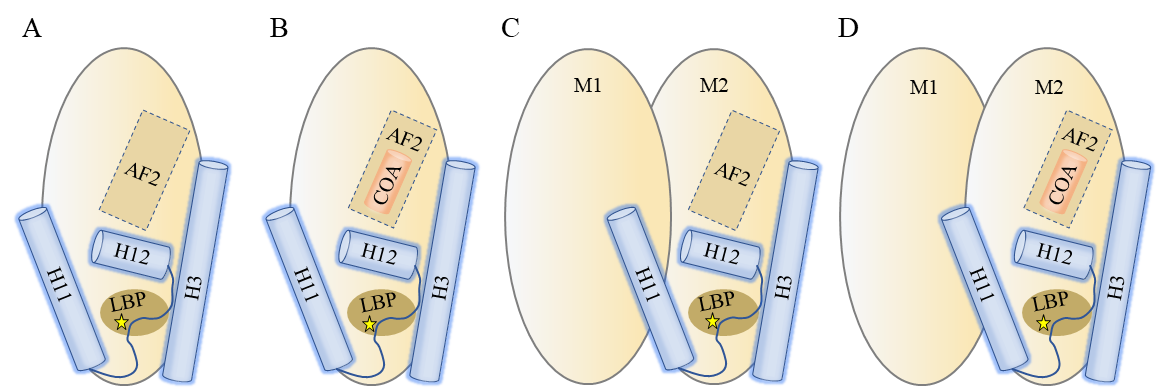 A B C D
M1 M2 M1 M2
AF2 AF2 AF2 AF2
COA COA
H12 H12 H12 H12
H11 H3 H11 H3 H11 H3 H11 H3
LBP LBP LBP LBP